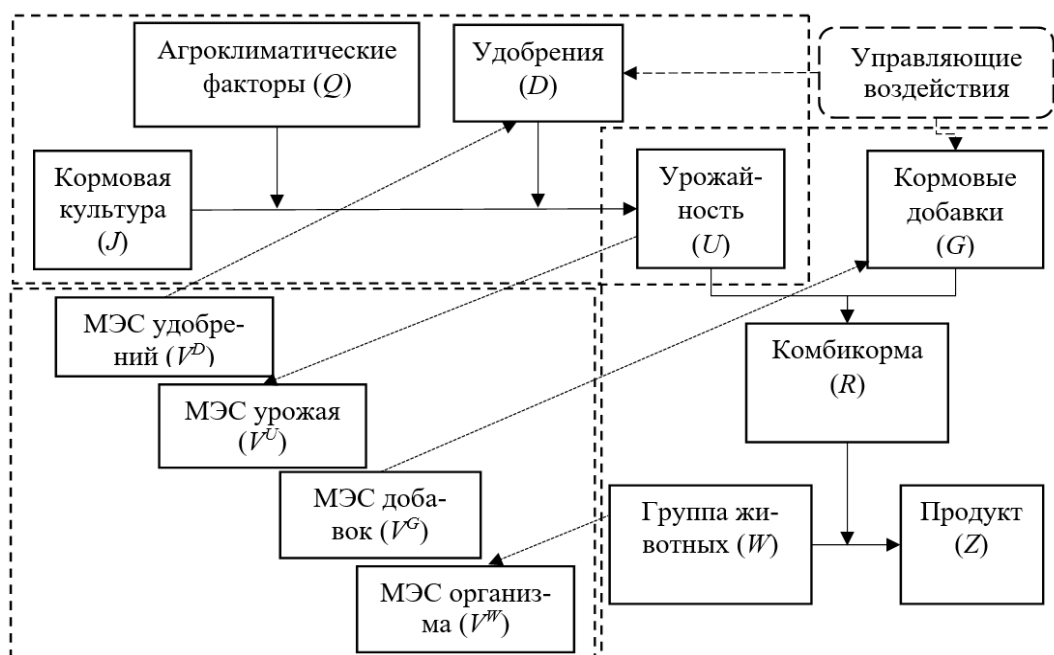 Агроклиматические
факторы (Q)
Удобрения
(D)
Управляющие
воздействия
Кормовая
культура
(J)
Урожай-
ность
(U)
Кормовые
добавки
(G)
МЭС удобре-
ний (V^D)
Комбикорма
(R)
МЭС урожая
(V^U)
МЭС доба-
вок (V^G)
Группа жи-
вотных (W)
Продукт
(Z)
МЭС организ-
ма (V^W)